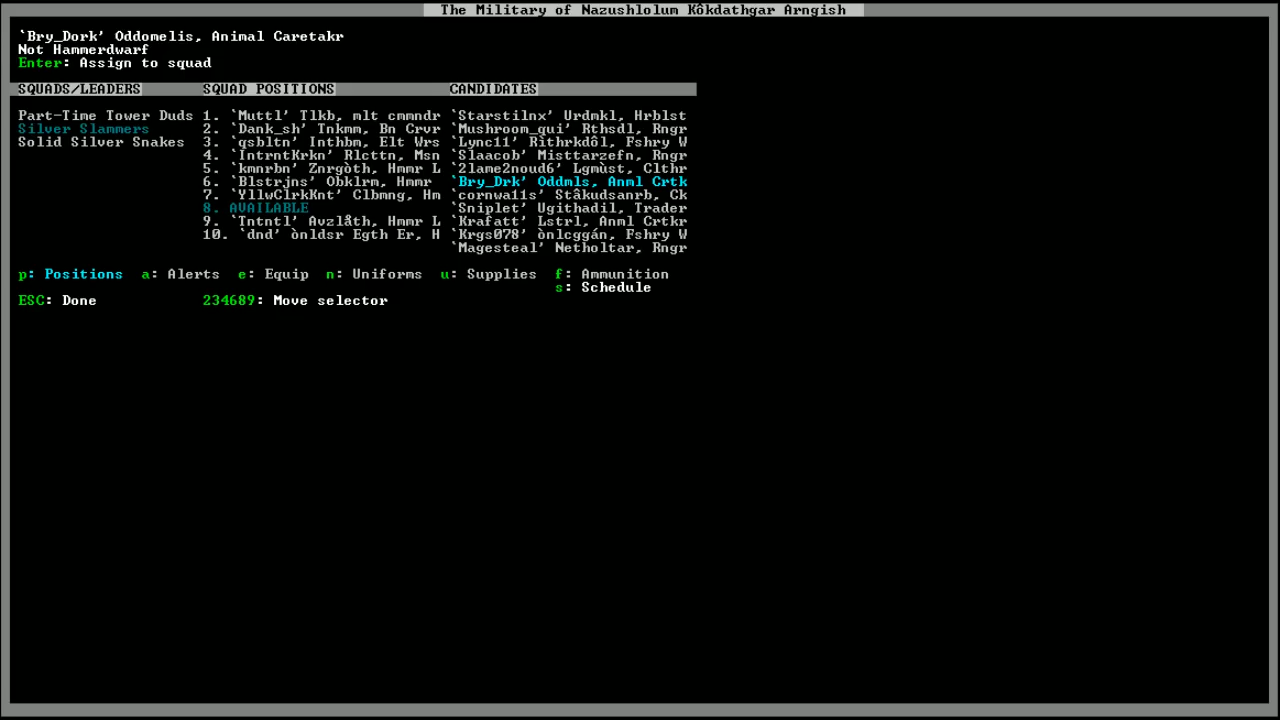 The Military of Nazushlolum Kôkdathgar Arngish
`Bry_Dork' Oddomelis, Animal Caretakr
Not Hammerdwarf
Enter: Assign to squad
SQUADS/LEADERS SQUAD POSITIONS CANDIDATES
Part-Time Tower Duds 1. `Muttl' Tlkb, mlt cmmndr `Starstilnx' Urdmkl, Hrblst
Silver Slammers 2. `Dank_sh' Inkmm, Bn Crvr `Mushroom_qui' Rthsdl, Rngr
Solid Silver Snakes 3. `qsbltn' Inthbm, Elt Wrs `Lync11' Rithrkdôl, Fshry W
4. `IntrntKrkn' Rlcttn, Msn `Slaacob' Misttarzefn, Rngr
5. `kmnrbn' Znrgòth, Hmmr L `2lame2noud6' Lgmùst, Clthr
6. `Blstrjns' Obklrm, Hmmr `Bry_Drk' Oddmls, Anml Crtk
7. `YllwClrkKnt' Clbmng, Hm `cornwa11s' Stâkudsanrb, Ck
8. AVAILABLE `Sniplet' Ugithadil, Trader
9. `Tntntl' Avzlåth, Hmmr L `Krafatt' Lstrl, Anml Crtkr
10. `dnd' ònldsr Egth Er, H `Krgs078' ònlcggán, Fshry W
`Magesteal' Netholtar, Rngr
p: Positions a: Alerts e: Equip n: Uniforms u: Supplies f: Ammunition
s: Schedule
ESC: Done 234689: Move selector